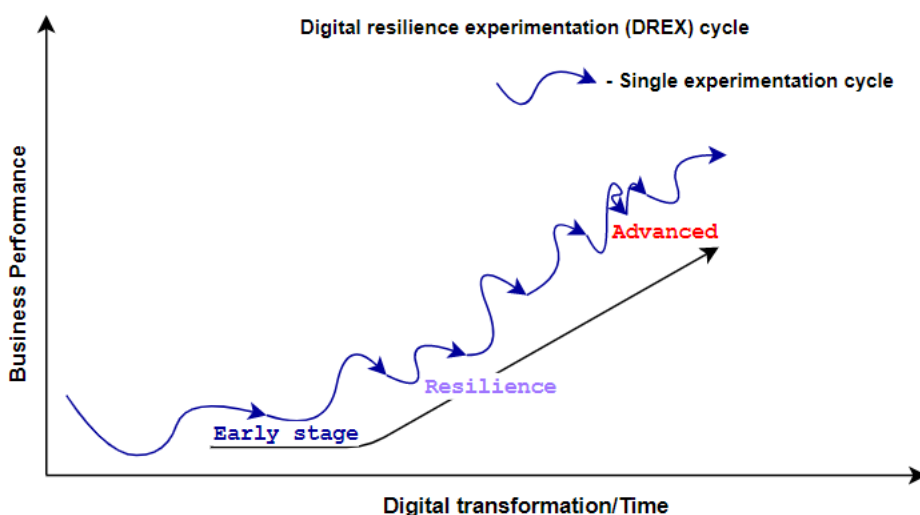 Digital resilience experimentation (DREX) cycle
- Single experimentation cycle
Business Performance
Advanced
Resilience
Early stage
Digital transformation/Time